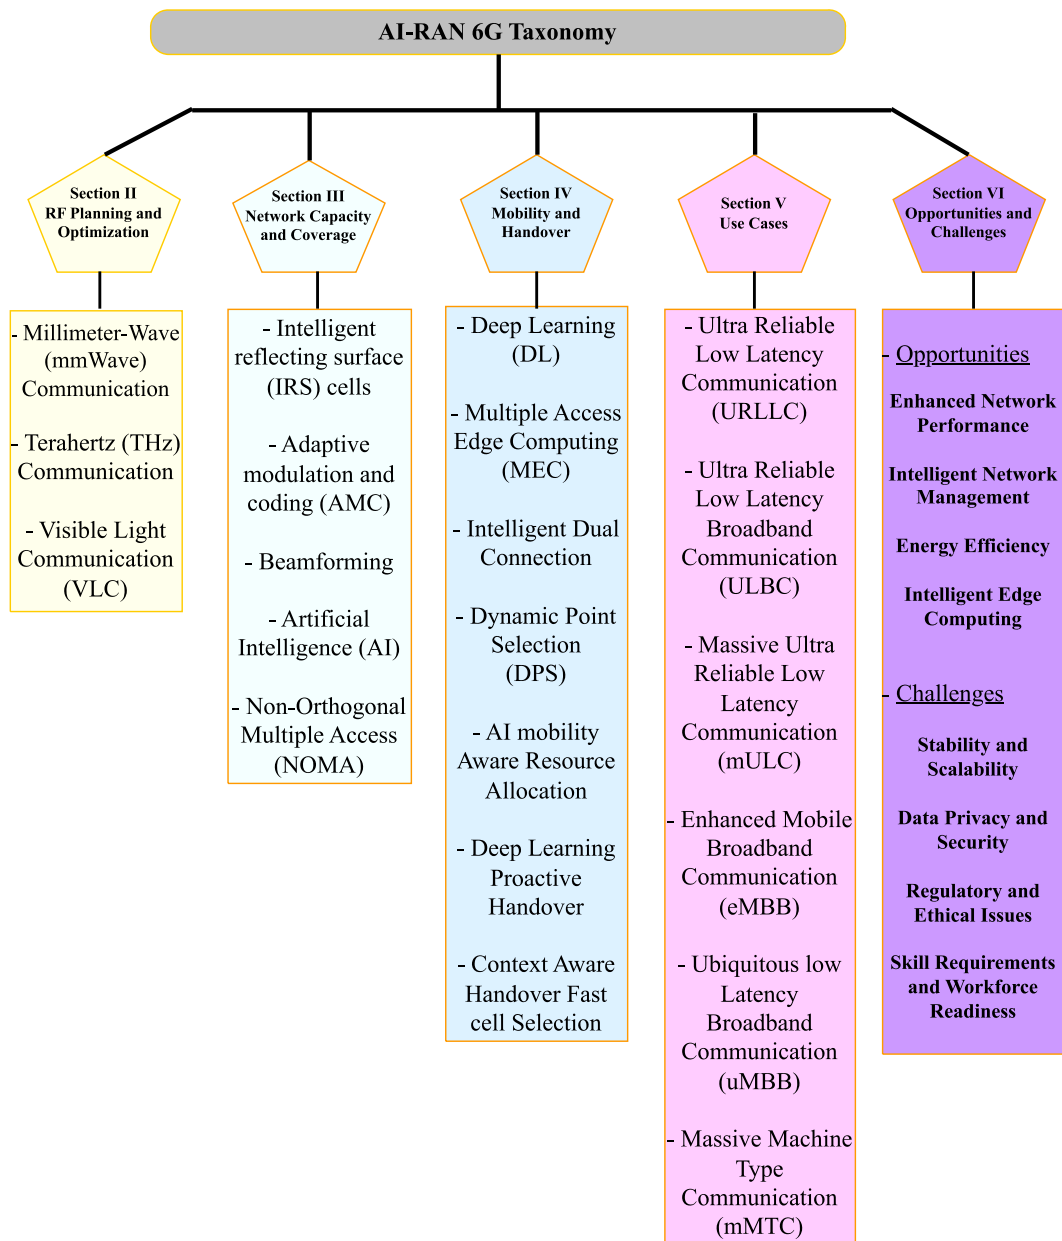 AI-RAN 6G Taxonomy
Section II
RF Planning and
Optimization
- Millimeter-Wave
(mmWave)
Communication
- Terahertz (THz)
Communication
- Visible Light
Communication
(VLC)
Section III
Network Capacity
and Coverage
- Intelligent
reflecting surface
(IRS) cells
- Adaptive
modulation and
coding (AMC)
- Beamforming
- Artificial
Intelligence (AI)
- Non-Orthogonal
Multiple Access
(NOMA)
Section IV
Mobility and
Handover
- Deep Learning
(DL)
- Multiple Access
Edge Computing
(MEC)
- Intelligent Dual
Connection
- Dynamic Point
Selection
(DPS)
- AI mobility
Aware Resource
Allocation
- Deep Learning
Proactive
Handover
- Context Aware
Handover Fast
cell Selection
Section V
Use Cases
- Ultra Reliable
Low Latency
Communication
(URLLC)
- Ultra Reliable
Low Latency
Broadband
Communication
(ULBC)
- Massive Ultra
Reliable Low
Latency
Communication
(mULC)
- Enhanced Mobile
Broadband
Communication
(eMBB)
- Ubiquitous low
Latency
Broadband
Communication
(uMBB)
- Massive Machine
Type
Communication
(mMTC)
Section VI
Opportunities and
Challenges
- Opportunities
Enhanced Network
Performance
Intelligent Network
Management
Energy Efficiency
Intelligent Edge
Computing
- Challenges
Stability and
Scalability
Data Privacy and
Security
Regulatory and
Ethical Issues
Skill Requirements
and Workforce
Readiness